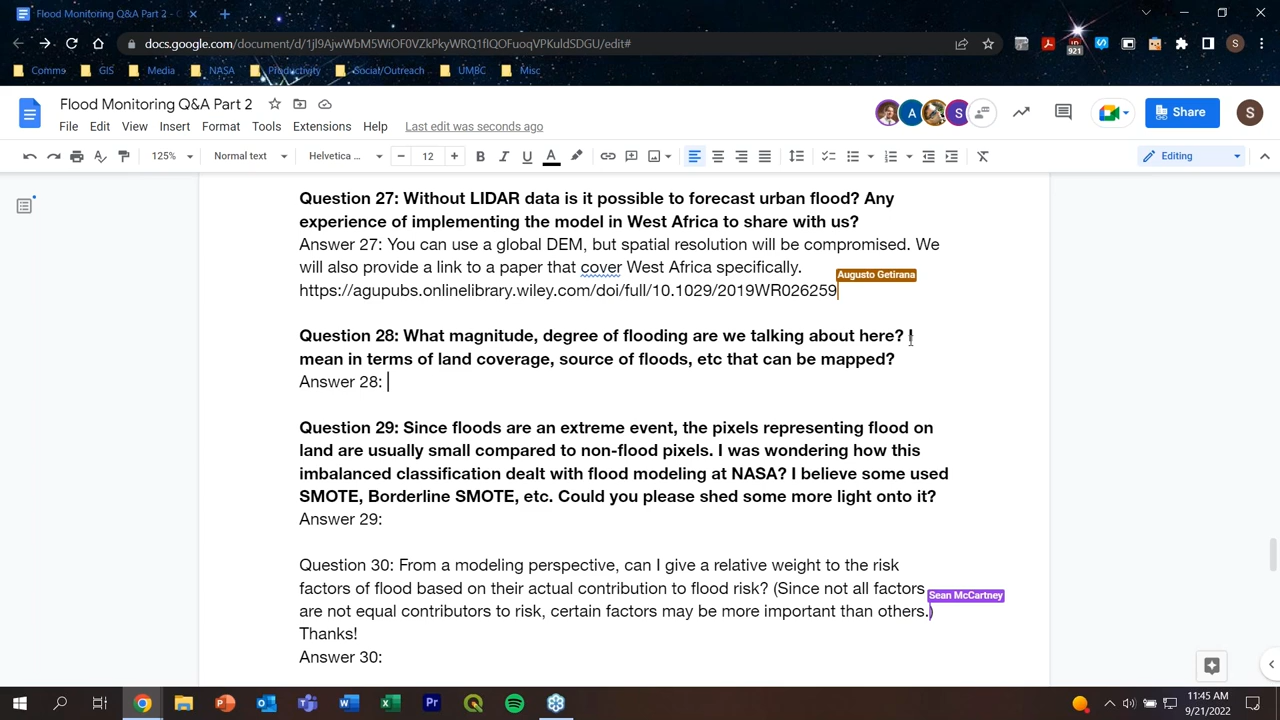 Flood Monitoring Q&A Part 2 - G
docs.google.com/document/d/1jl9AjwWbM5WiOF0VZkPkyWRQ1fIQOFuoqVPKuldSDGU/edit#
921
S
Comms GIS Media NASA Productivity Social/Outreach UMBC Misc
Flood Monitoring Q&A Part 2
A S
Share
S
File Edit View Insert Format Tools Extensions Help Last edit was seconds ago
125% Normal text Helvetica ... 12 B I U A Editing
Question 27: Without LIDAR data is it possible to forecast urban flood? Any
experience of implementing the model in West Africa to share with us?
Answer 27: You can use a global DEM, but spatial resolution will be compromised. We
will also provide a link to a paper that cover West Africa specifically.
Augusto Getirana
https://agupubs.onlinelibrary.wiley.com/doi/full/10.1029/2019WR026259
Question 28: What magnitude, degree of flooding are we talking about here? I
mean in terms of land coverage, source of floods, etc that can be mapped?
Answer 28:
Question 29: Since floods are an extreme event, the pixels representing flood on
land are usually small compared to non-flood pixels. I was wondering how this
imbalanced classification dealt with flood modeling at NASA? I believe some used
SMOTE, Borderline SMOTE, etc. Could you please shed some more light onto it?
Answer 29:
Question 30: From a modeling perspective, can I give a relative weight to the risk
factors of flood based on their actual contribution to flood risk? (Since not all factors
Sean McCartney
are not equal contributors to risk, certain factors may be more important than others.)
Thanks!
Answer 30:
11:45 AM
9/21/2022